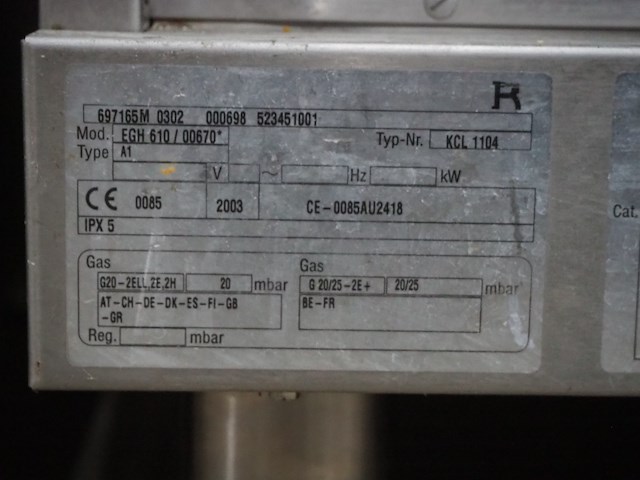 R
697165M 0302 000698 523451001
Mod. EGH 610 / 00670* Typ-Nr. KCL 1104
Type A1
V ~ Hz kW
CE 0085 2003 CE-0085AU2418
IPX 5
Gas Gas
G20-2ELL,2E,2H 20 mbar G 20/25-2E+ 20/25 mbar
AT-CH-DE-DK-ES-FI-GB BE-FR
-GR
Reg. mbar
Cat.